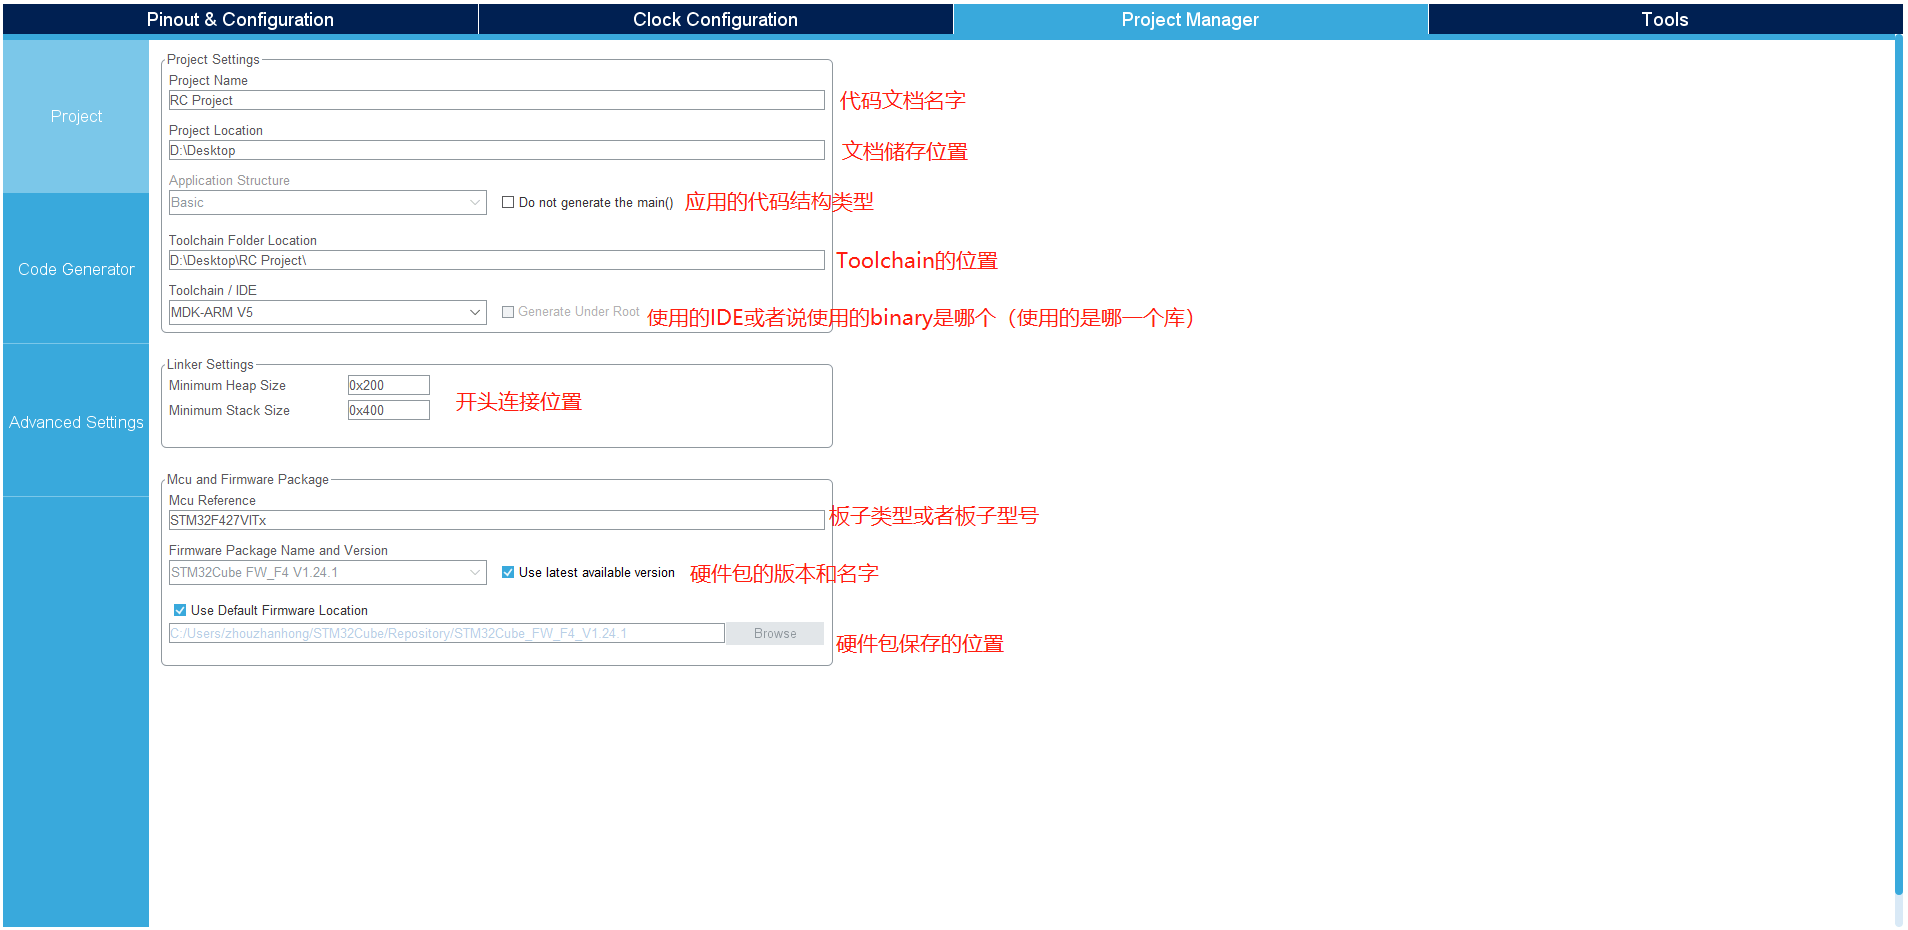 Pinout & Configuration
Clock Configuration
Project Manager
Tools
Project
Code Generator
Advanced Settings
Project Settings
Project Name
RC Project
代码文档名字
Project Location
D:\Desktop
文档储存位置
Application Structure
Basic
Do not generate the main()
应用的代码结构类型
Toolchain Folder Location
D:\Desktop\RC Project\
Toolchain的位置
Toolchain / IDE
MDK-ARM V5
Generate Under Root
使用的IDE或者说使用的binary是哪个（使用的是哪一个库）
Linker Settings
Minimum Heap Size
0x200
Minimum Stack Size
0x400
开头连接位置
Mcu and Firmware Package
Mcu Reference
STM32F427VITx
板子类型或者板子型号
Firmware Package Name and Version
STM32Cube FW_F4 V1.24.1
Use latest available version
硬件包的版本和名字
Use Default Firmware Location
C:/Users/zhouzhanhong/STM32Cube/Repository/STM32Cube_FW_F4_V1.24.1
Browse
硬件包保存的位置